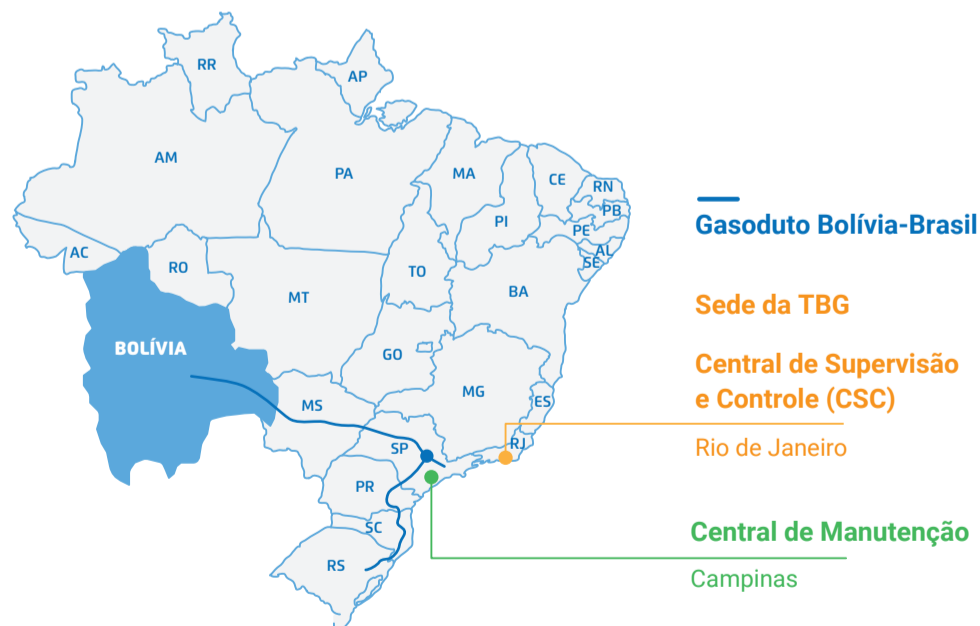 RR
AP
AM
PA
MA
CE
RN
PB
PI
PE
AL
SE
AC
RO
TO
BA
MT
BOLÍVIA
GO
MG
ES
MS
RJ
SP
PR
SC
RS
Gasoduto Bolívia-Brasil
Sede da TBG
Central de Supervisão
e Controle (CSC)
Rio de Janeiro
Central de Manutenção
Campinas